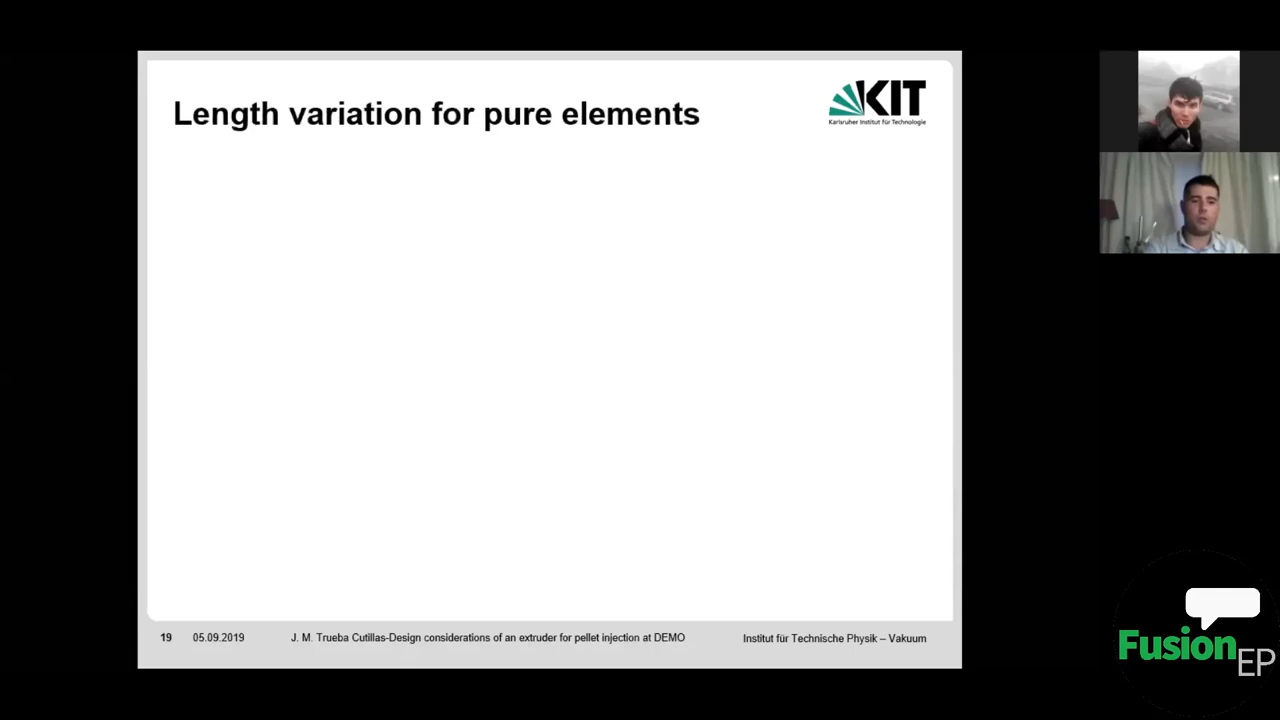 Length variation for pure elements
KIT
Karlsruher Institut für Technologie
19 05.09.2019 J. M. Trueba Cutillas-Design considerations of an extruder for pellet injection at DEMO Institut für Technische Physik – Vakuum
Fusion
EP